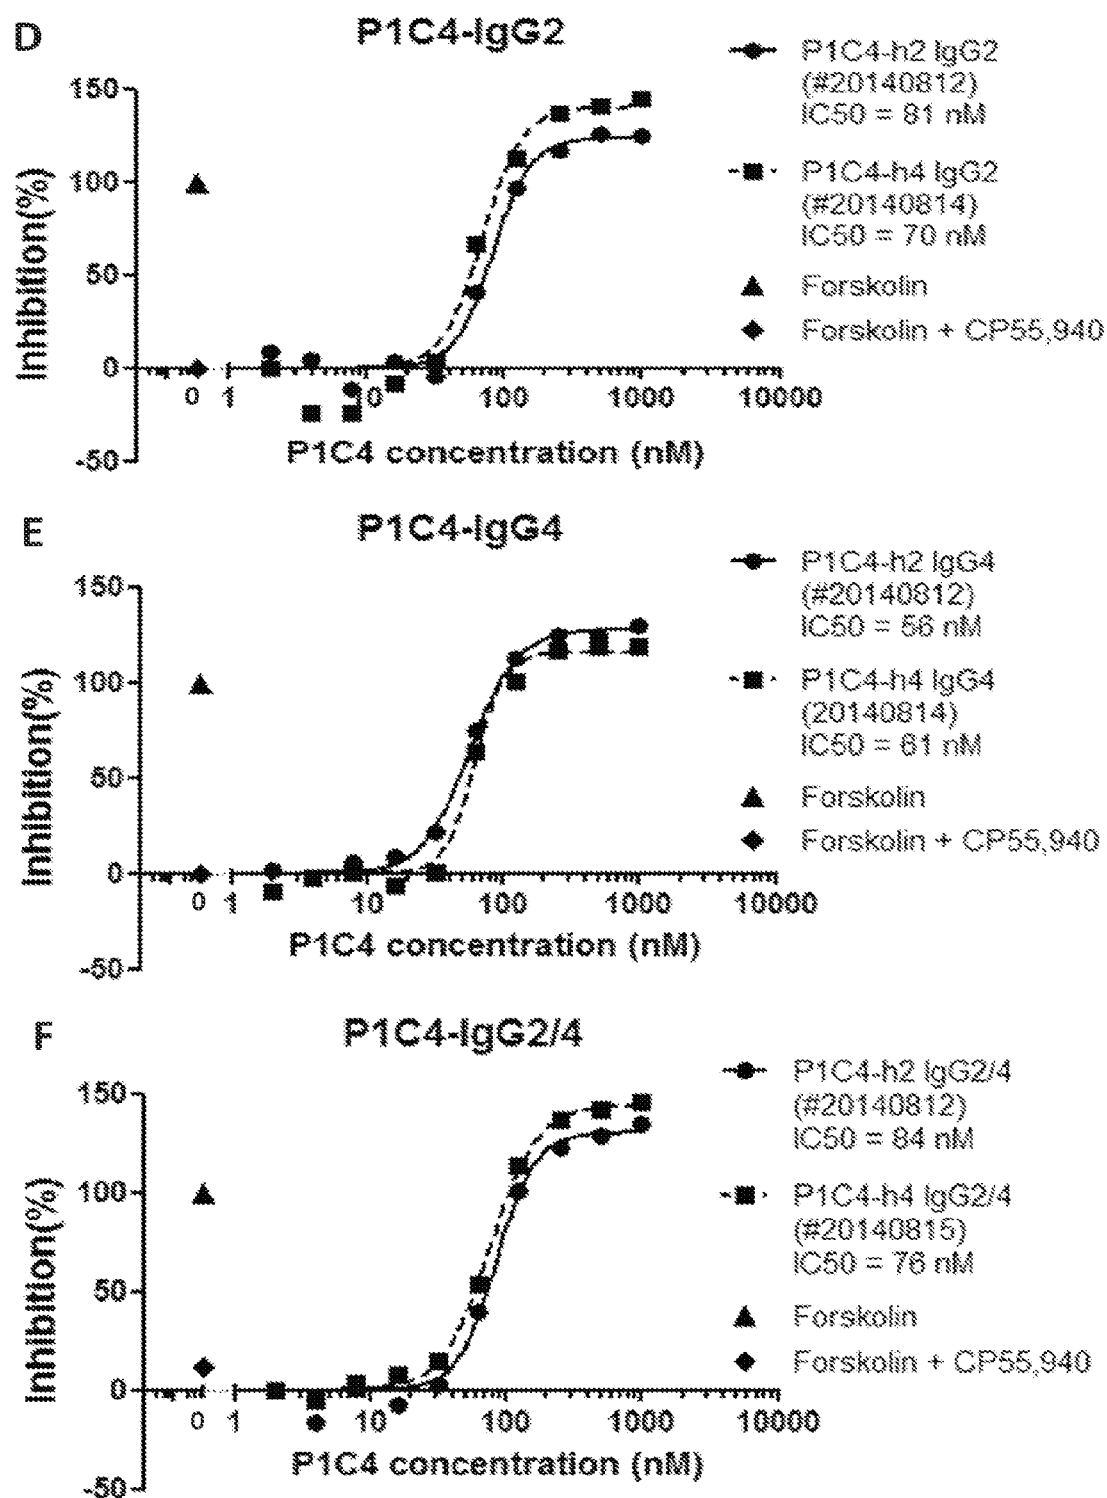 D
P1C4-IgG2
P1C4-h2 IgG2
(#20140812)
IC50 = 81 nM
P1C4-h4 IgG2
(#20140814)
IC50 = 70 nM
Forskolin
Forskolin + CP55,940
Inhibition(%)
150
100
50
0
-50
0 1 10 100 1000 10000
P1C4 concentration (nM)
E
P1C4-IgG4
P1C4-h2 IgG4
(#20140812)
IC50 = 56 nM
P1C4-h4 IgG4
(20140814)
IC50 = 61 nM
Forskolin
Forskolin + CP55,940
Inhibition(%)
150
100
50
0
-50
0 1 10 100 1000 10000
P1C4 concentration (nM)
F
P1C4-IgG2/4
P1C4-h2 IgG2/4
(#20140812)
IC50 = 84 nM
P1C4-h4 IgG2/4
(#20140815)
IC50 = 76 nM
Forskolin
Forskolin + CP55,940
Inhibition(%)
150
100
50
0
-50
0 1 10 100 1000 10000
P1C4 concentration (nM)